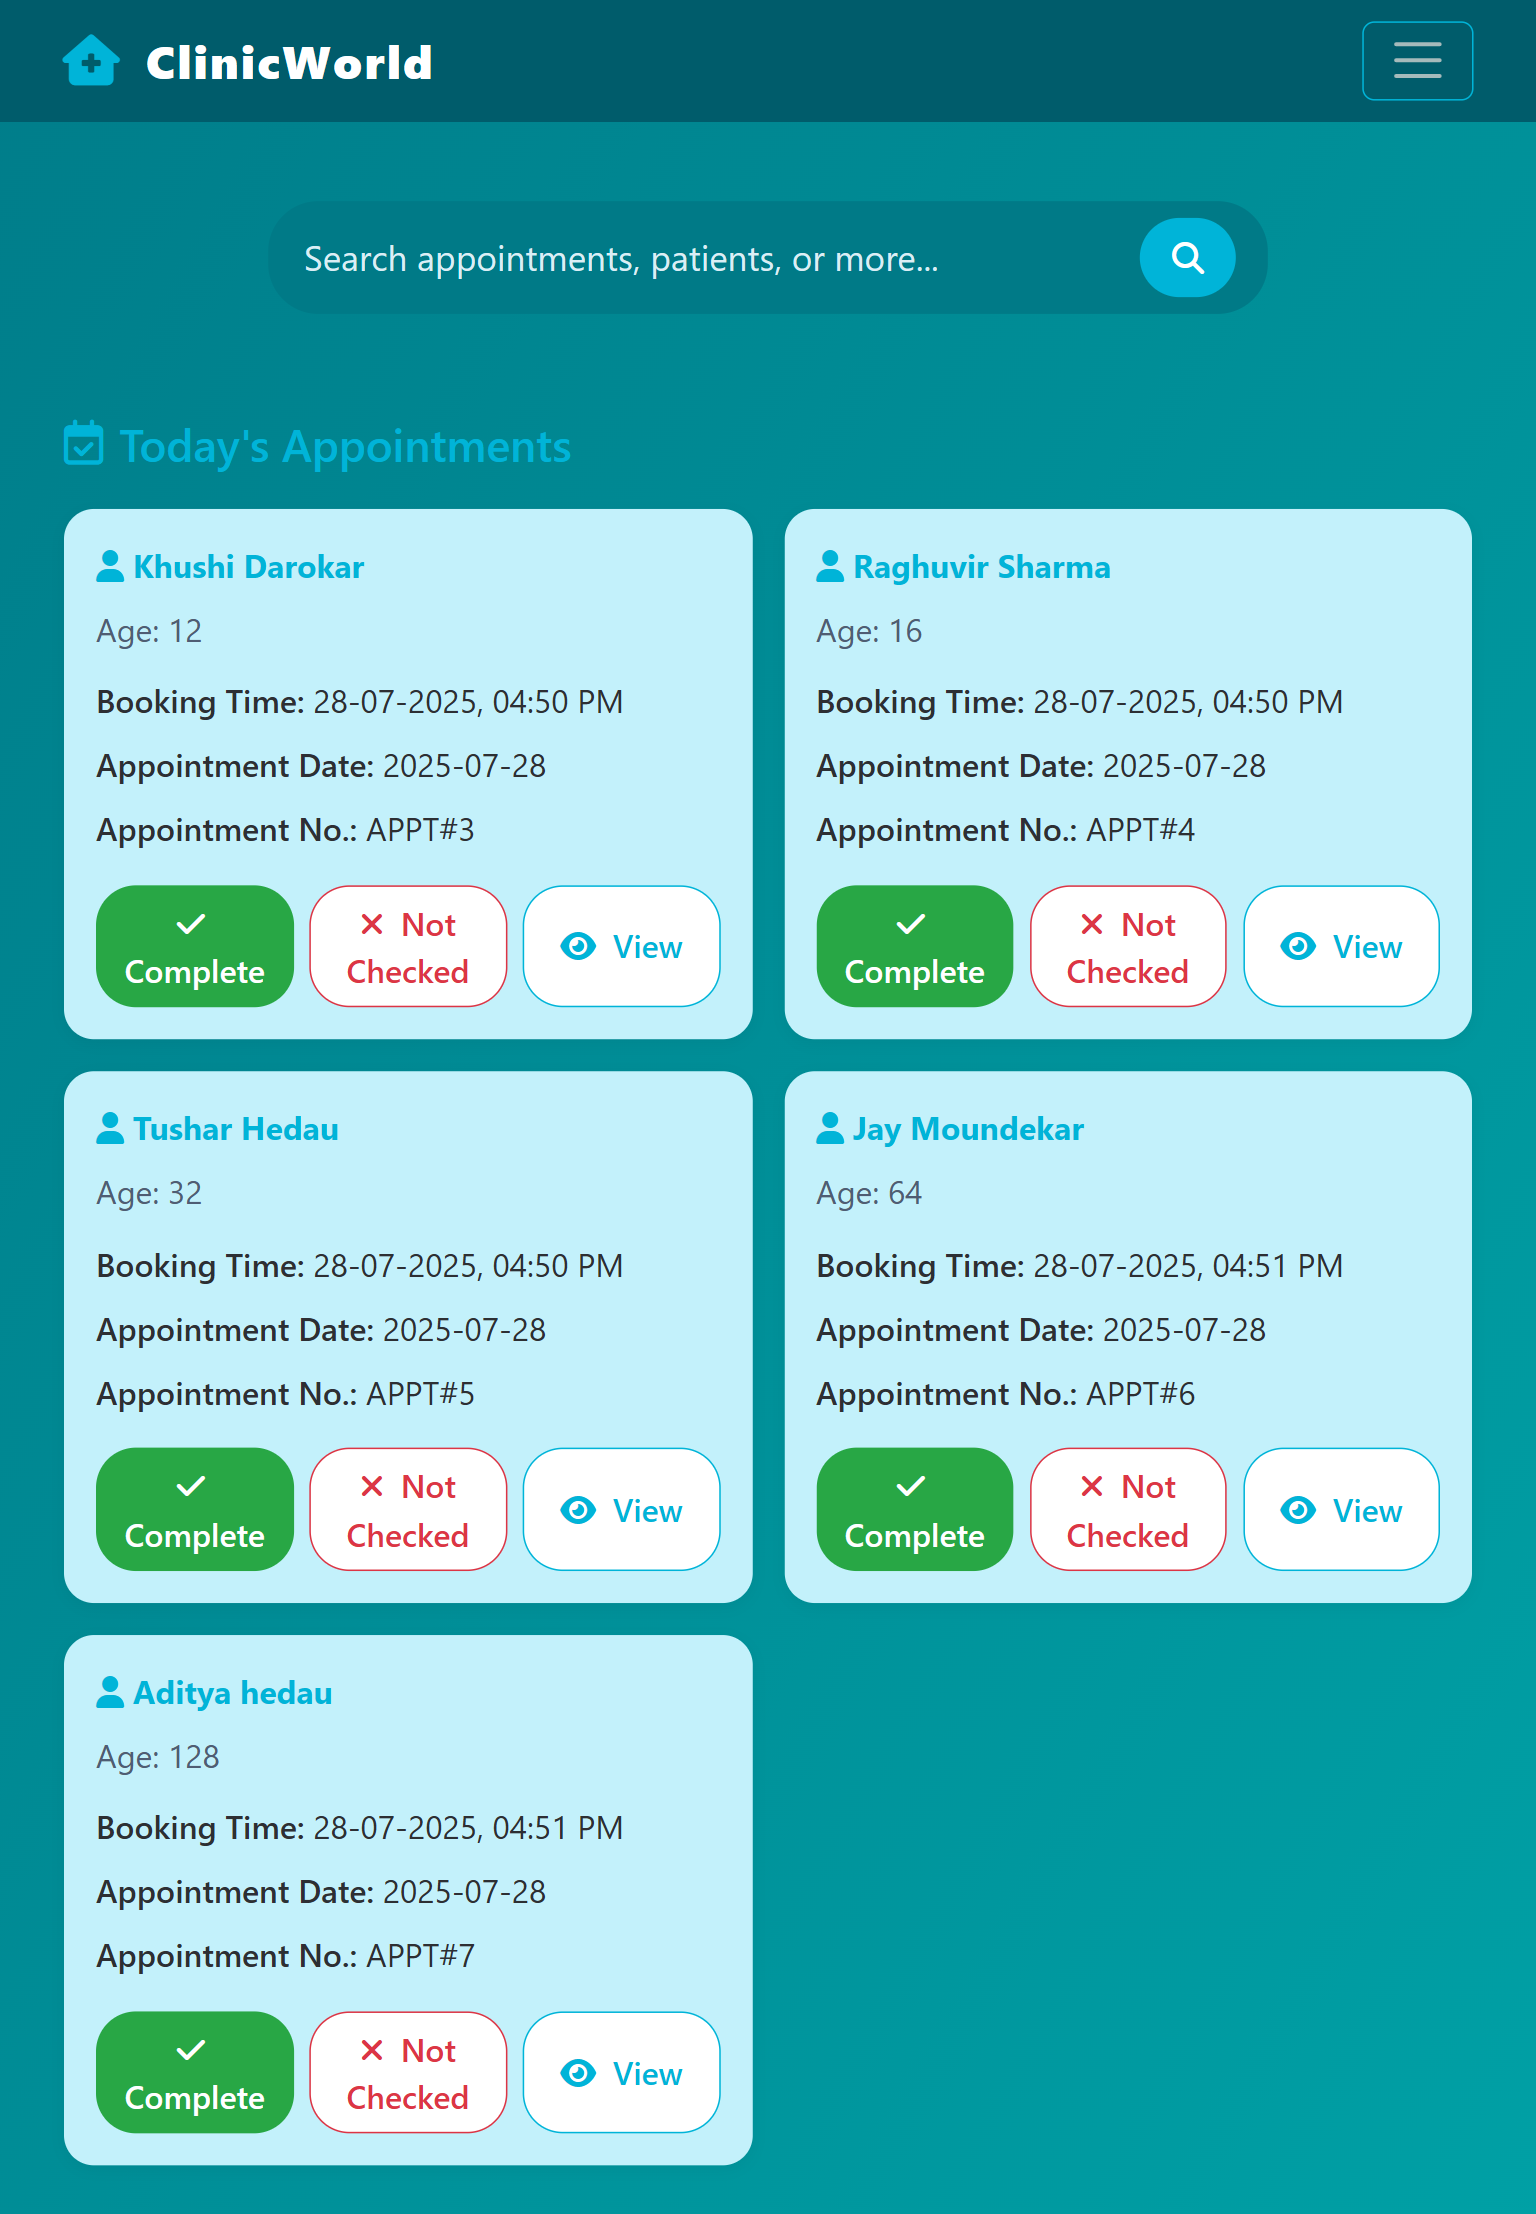 ClinicWorld
Search appointments, patients, or more...
Today's Appointments
Khushi Darokar
Age: 12
Booking Time: 28-07-2025, 04:50 PM
Appointment Date: 2025-07-28
Appointment No.: APPT#3
Complete
Not
Checked
View
Raghuvir Sharma
Age: 16
Booking Time: 28-07-2025, 04:50 PM
Appointment Date: 2025-07-28
Appointment No.: APPT#4
Complete
Not
Checked
View
Tushar Hedau
Age: 32
Booking Time: 28-07-2025, 04:50 PM
Appointment Date: 2025-07-28
Appointment No.: APPT#5
Complete
Not
Checked
View
Jay Moundekar
Age: 64
Booking Time: 28-07-2025, 04:51 PM
Appointment Date: 2025-07-28
Appointment No.: APPT#6
Complete
Not
Checked
View
Aditya hedau
Age: 128
Booking Time: 28-07-2025, 04:51 PM
Appointment Date: 2025-07-28
Appointment No.: APPT#7
Complete
Not
Checked
View